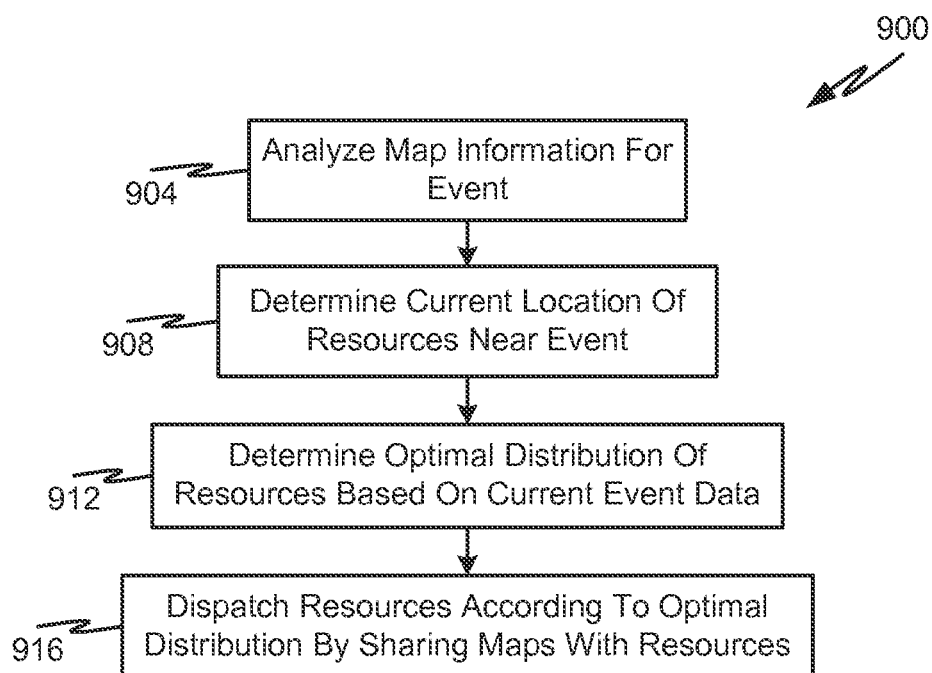 900
Analyze Map Information For
Event
904
Determine Current Location Of
Resources Near Event
908
Determine Optimal Distribution Of
Resources Based On Current Event Data
912
Dispatch Resources According To Optimal
Distribution By Sharing Maps With Resources
916